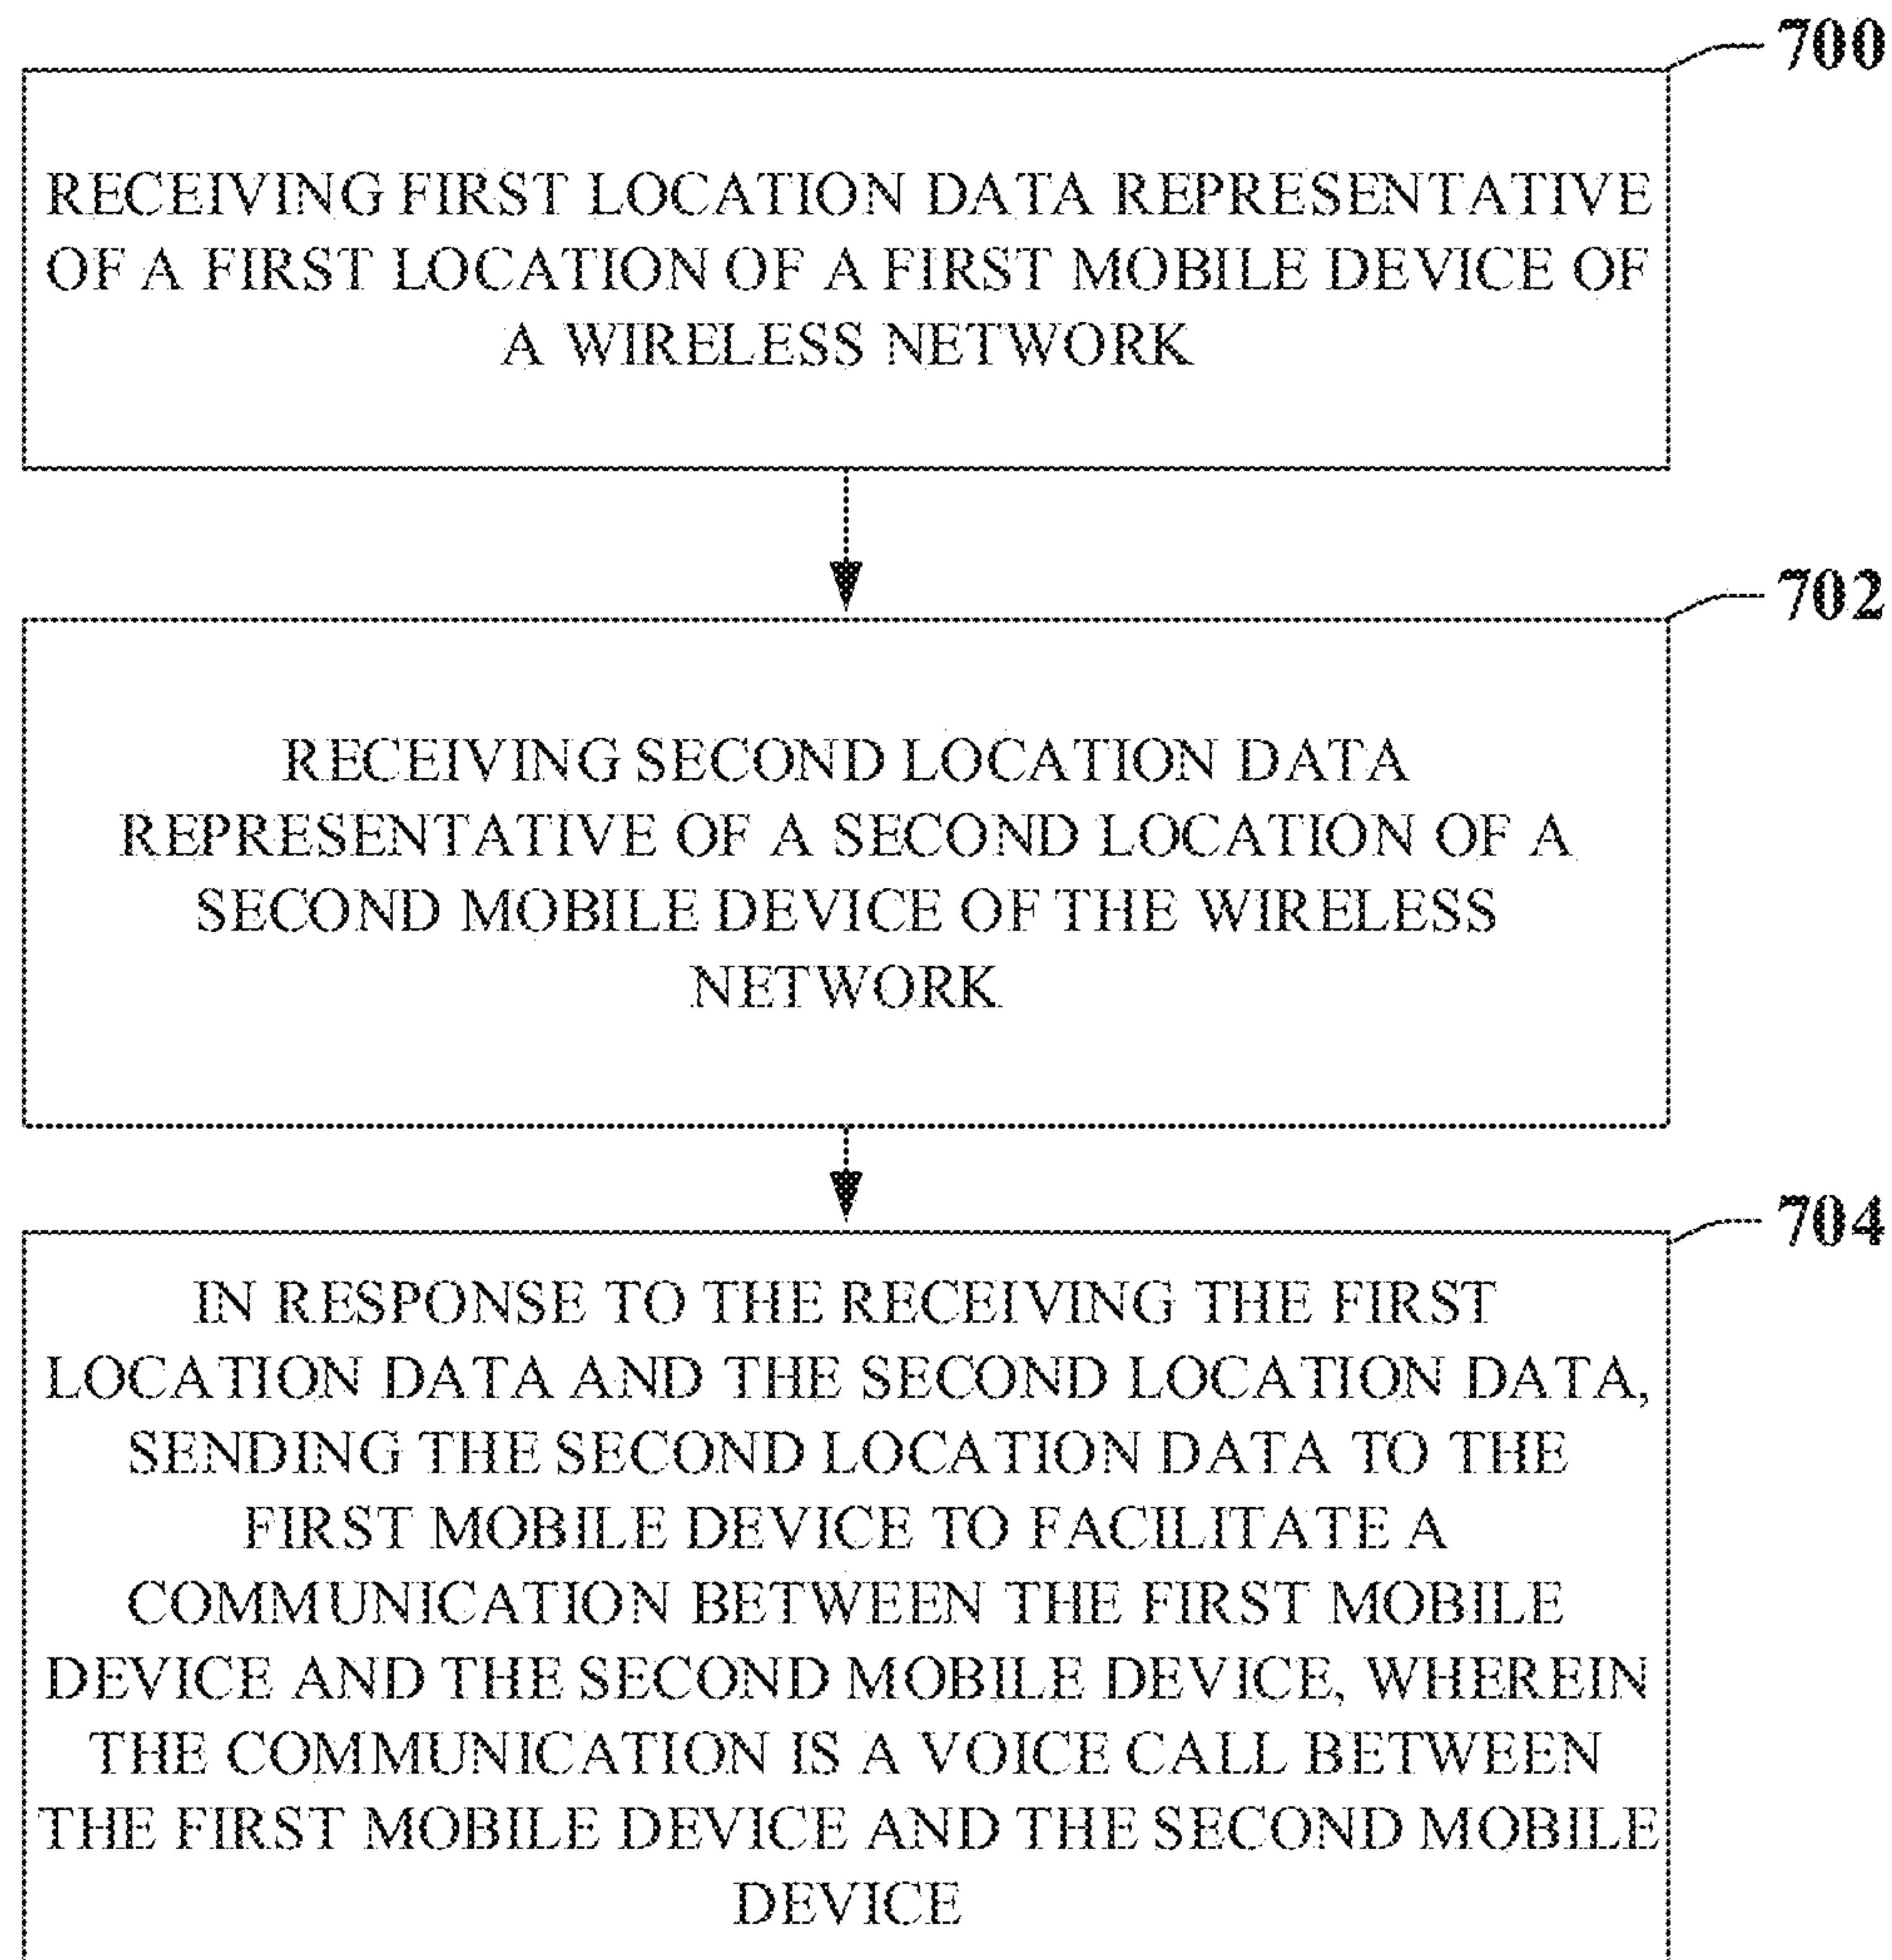 700
RECEIVING FIRST LOCATION DATA REPRESENTATIVE
OF A FIRST LOCATION OF A FIRST MOBILE DEVICE OF
A WIRELESS NETWORK
702
RECEIVING SECOND LOCATION DATA
REPRESENTATIVE OF A SECOND LOCATION OF A
SECOND MOBILE DEVICE OF THE WIRELESS
NETWORK
704
IN RESPONSE TO THE RECEIVING THE FIRST
LOCATION DATA AND THE SECOND LOCATION DATA,
SENDING THE SECOND LOCATION DATA TO THE
FIRST MOBILE DEVICE TO FACILITATE A
COMMUNICATION BETWEEN THE FIRST MOBILE
DEVICE AND THE SECOND MOBILE DEVICE, WHEREIN
THE COMMUNICATION IS A VOICE CALL BETWEEN
THE FIRST MOBILE DEVICE AND THE SECOND MOBILE
DEVICE